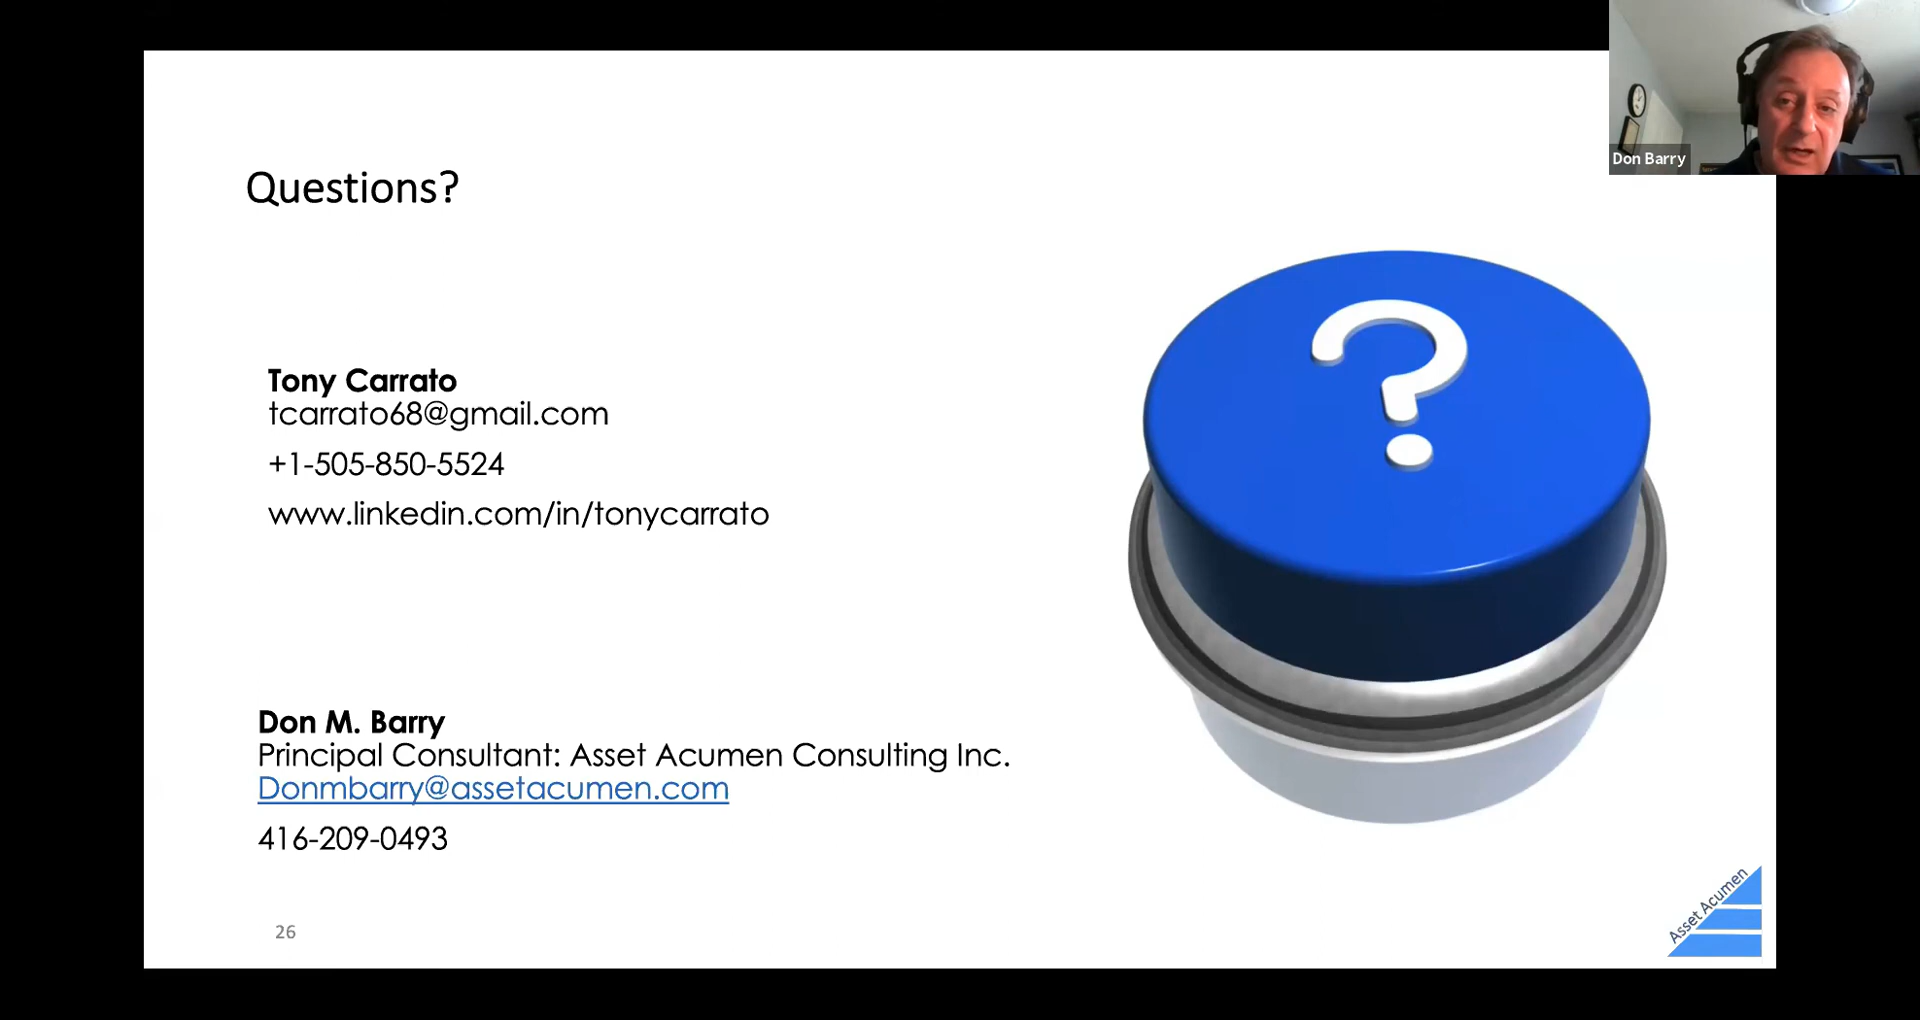 Don Barry
Questions?
Tony Carrato
tcarrato68@gmail.com
+1-505-850-5524
www.linkedin.com/in/tonycarrato
Don M. Barry
Principal Consultant: Asset Acumen Consulting Inc.
Donmbarry@assetacumen.com
416-209-0493
26
Asset Acumen
?